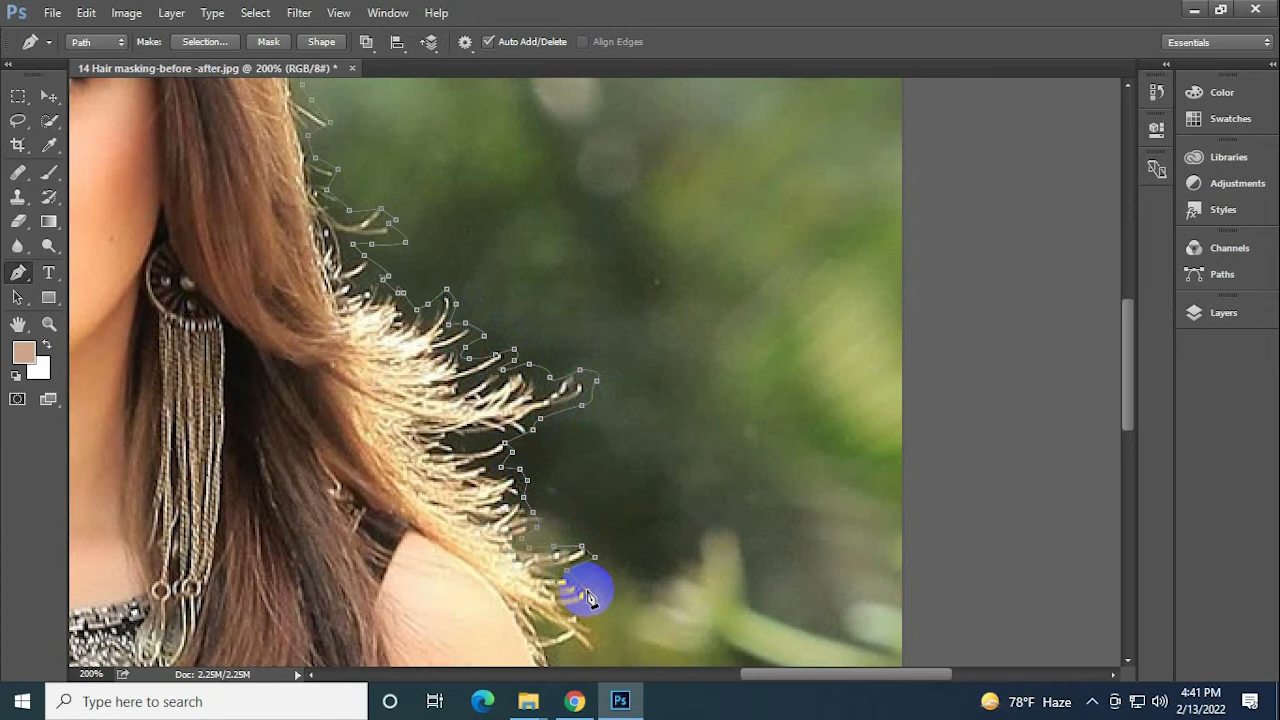 Ps File Edit Image Layer Type Select Filter View Window Help
Path Make: Selection... Mask Shape Auto Add/Delete Align Edges Essentials
14 Hair masking-before -after.jpg @ 200% (RGB/8#) *
Color
Swatches
Libraries
Adjustments
Styles
Channels
Paths
Layers
200% Doc: 2.25M/2.25M
Type here to search
Ps
78°F Haze
4:41 PM
2/13/2022